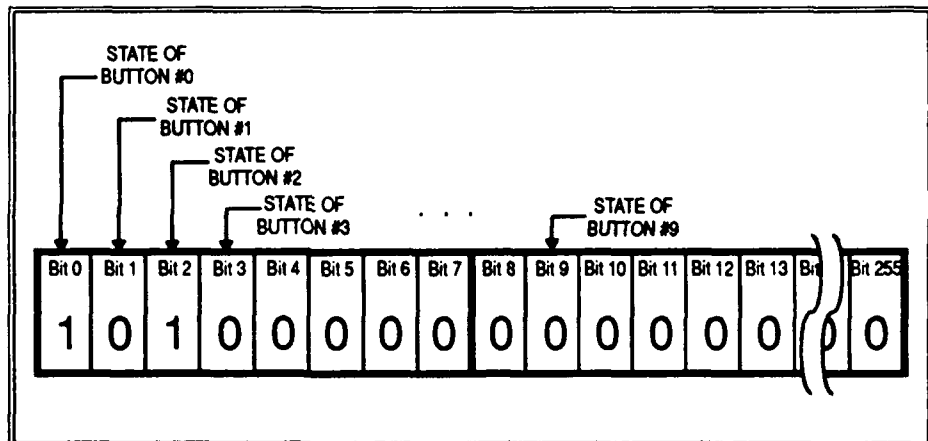 STATE OF
BUTTON #0
STATE OF
BUTTON #1
STATE OF
BUTTON #2
STATE OF
BUTTON #3
. . .
STATE OF
BUTTON #9
Bit 0 Bit 1 Bit 2 Bit 3 Bit 4 Bit 5 Bit 6 Bit 7 Bit 8 Bit 9 Bit 10 Bit 11 Bit 12 Bit 13 Bit Bit 255
1 0 1 0 0 0 0 0 0 0 0 0 0 0 0 0